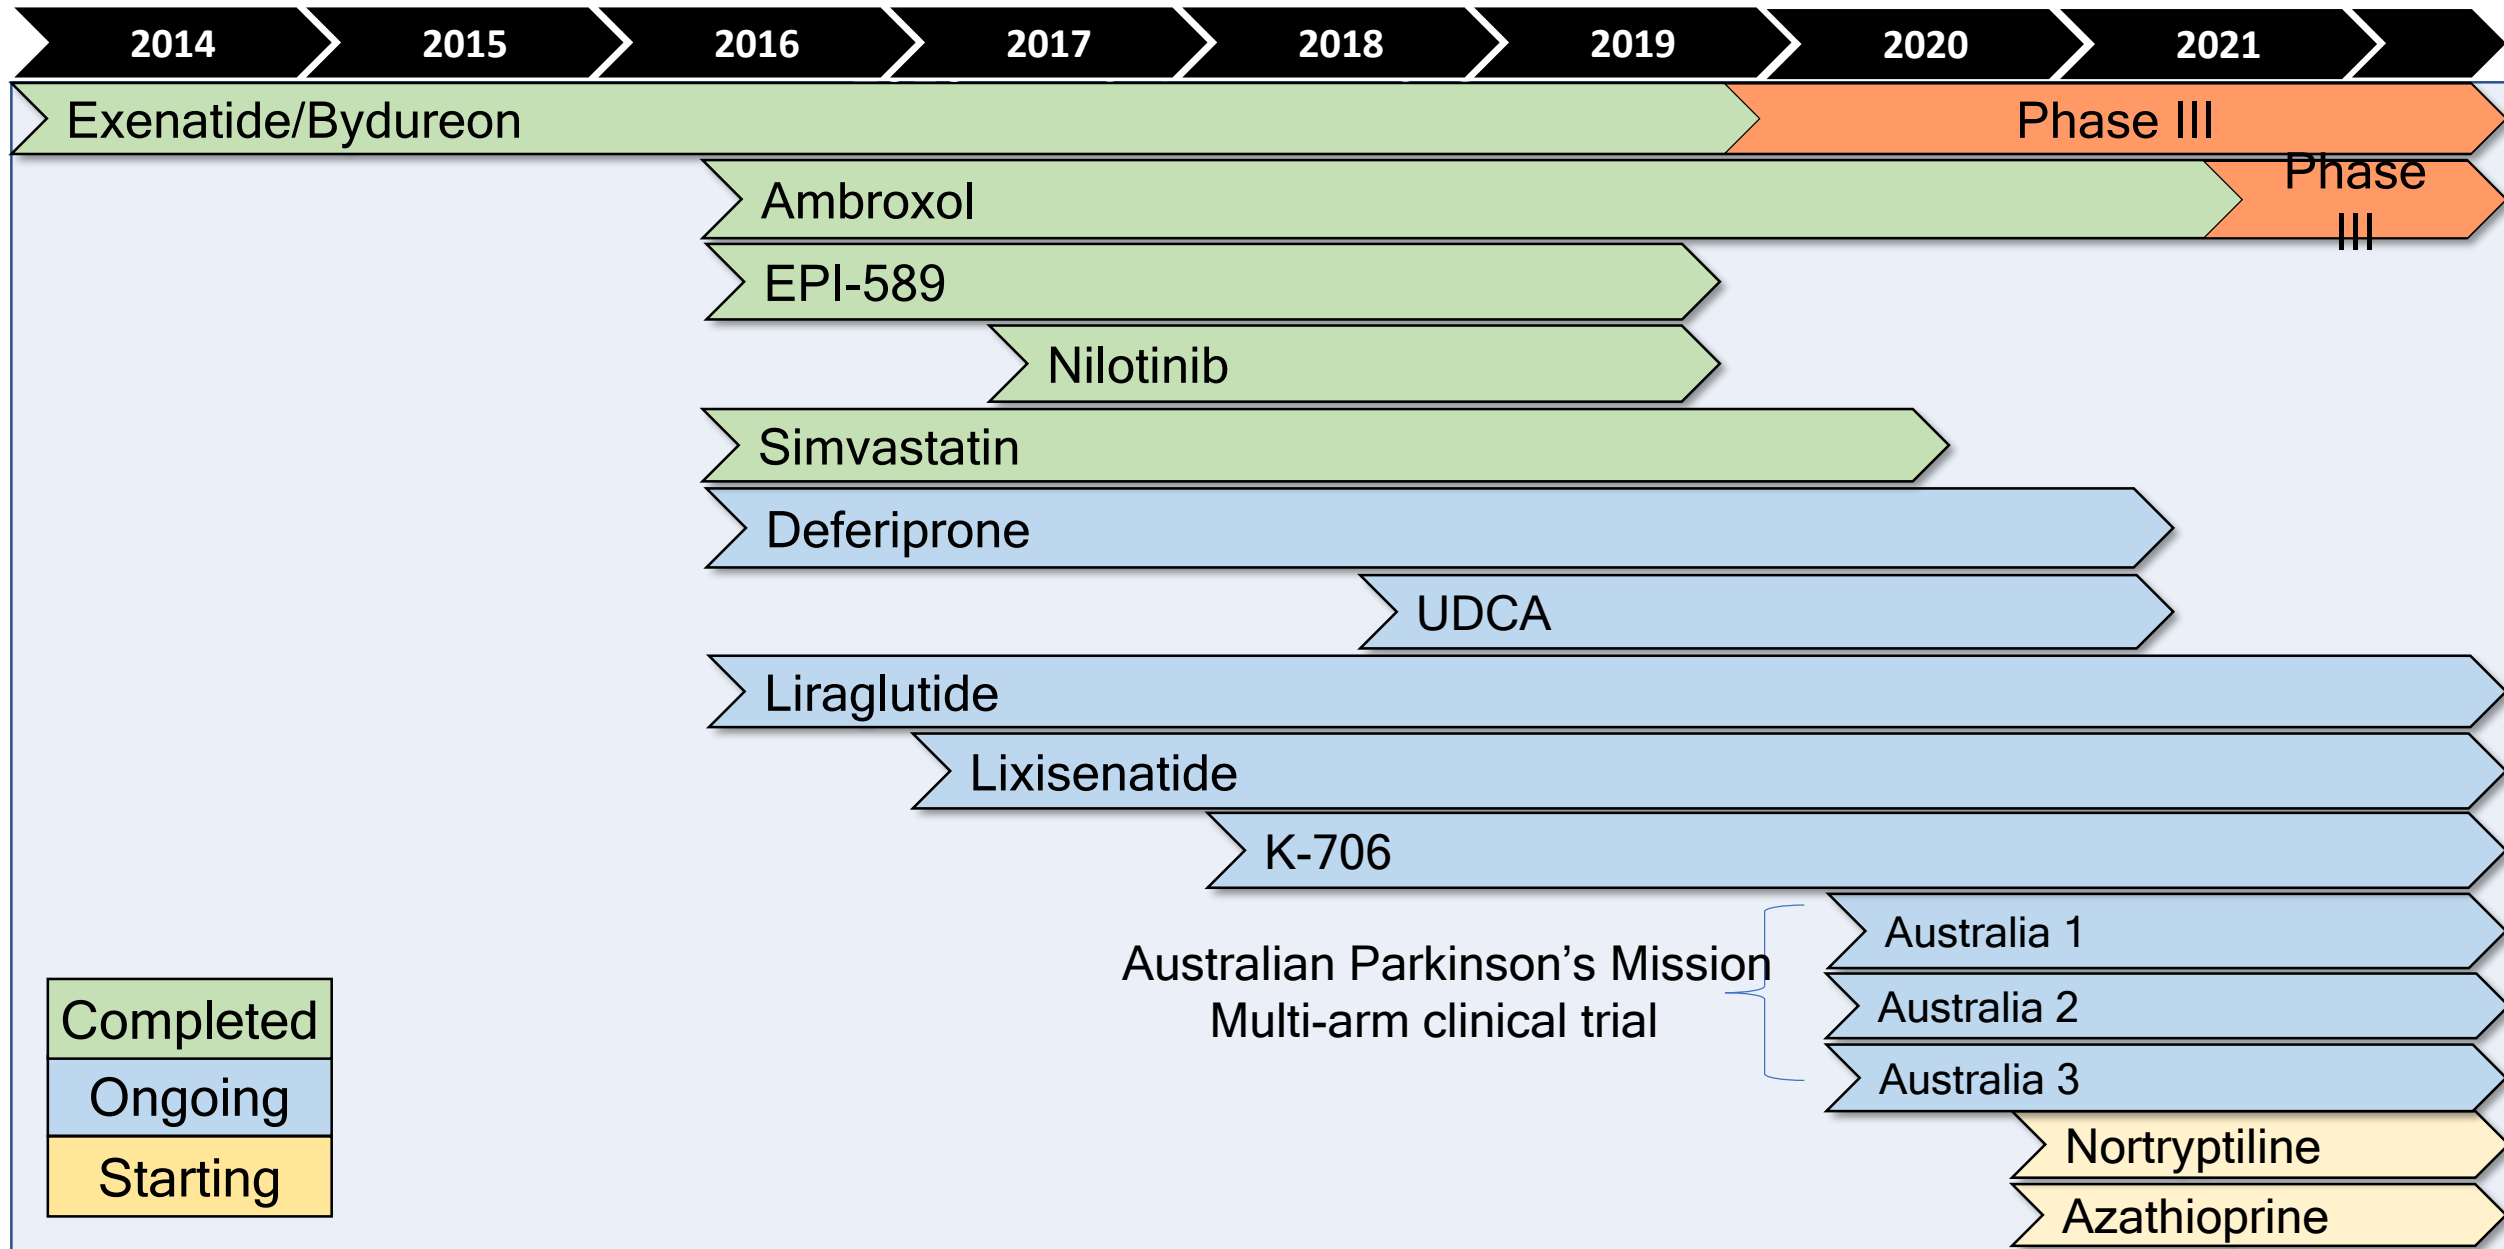 2014 2015 2016 2017 2018 2019 2020 2021
Exenatide/Bydureon
Phase III
Ambroxol
Phase
III
EPI-589
Nilotinib
Simvastatin
Deferiprone
UDCA
Liraglutide
Lixisenatide
K-706
Australian Parkinson’s Mission
Multi-arm clinical trial
Australia 1
Australia 2
Australia 3
Nortryptiline
Azathioprine
Completed
Ongoing
Starting